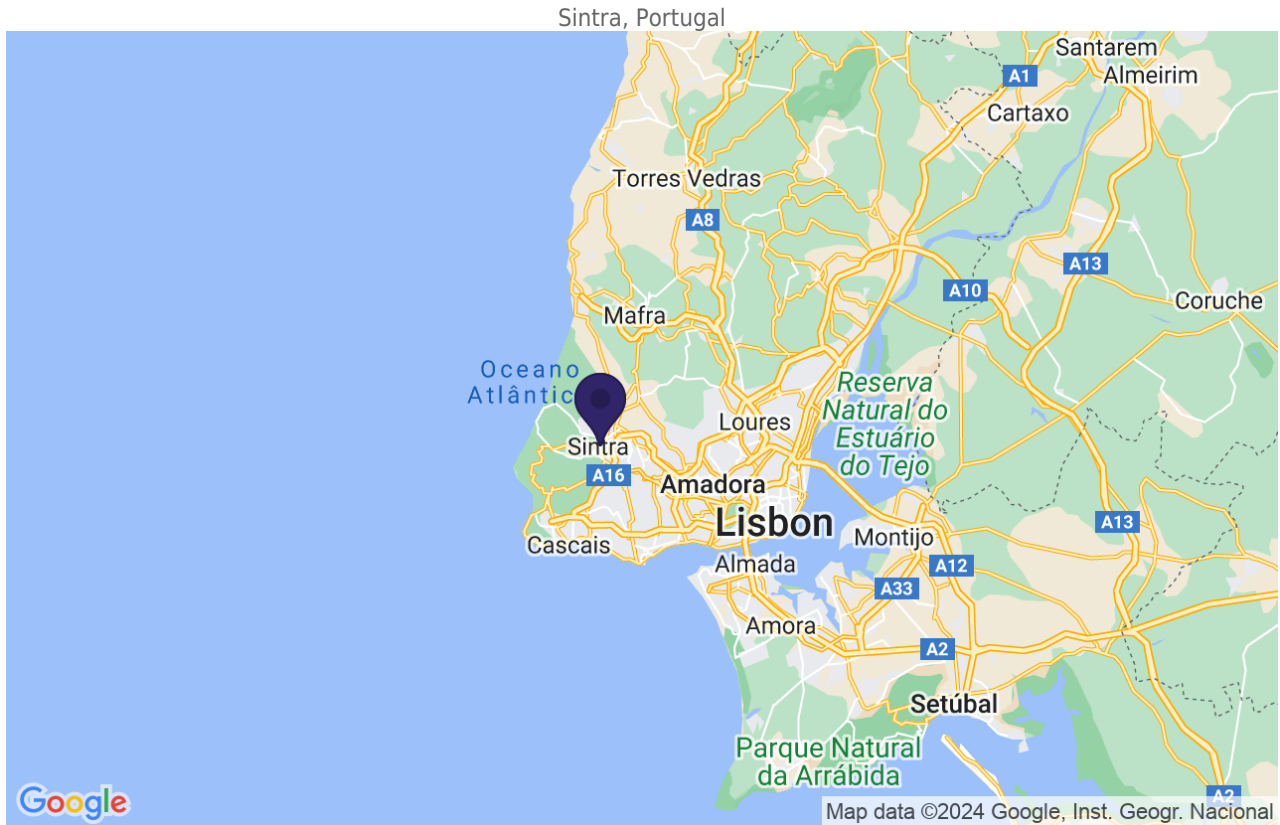 Sintra, Portugal
Santarem
A1
Almeirim
Cartaxo
Torres Vedras
A8
A13
A10
Coruche
Mafra
Oceano
Atlântic
Reserva
Natural do
Estuário
do Tejo
Loures
Sintra
A16
Amadora
Lisbon
A13
Montijo
Cascais
Almada
A12
A33
Amora
A2
Setúbal
Parque Natural
da Arrábida
A2
Google
Map data ©2024 Google, Inst. Geogr. Nacional